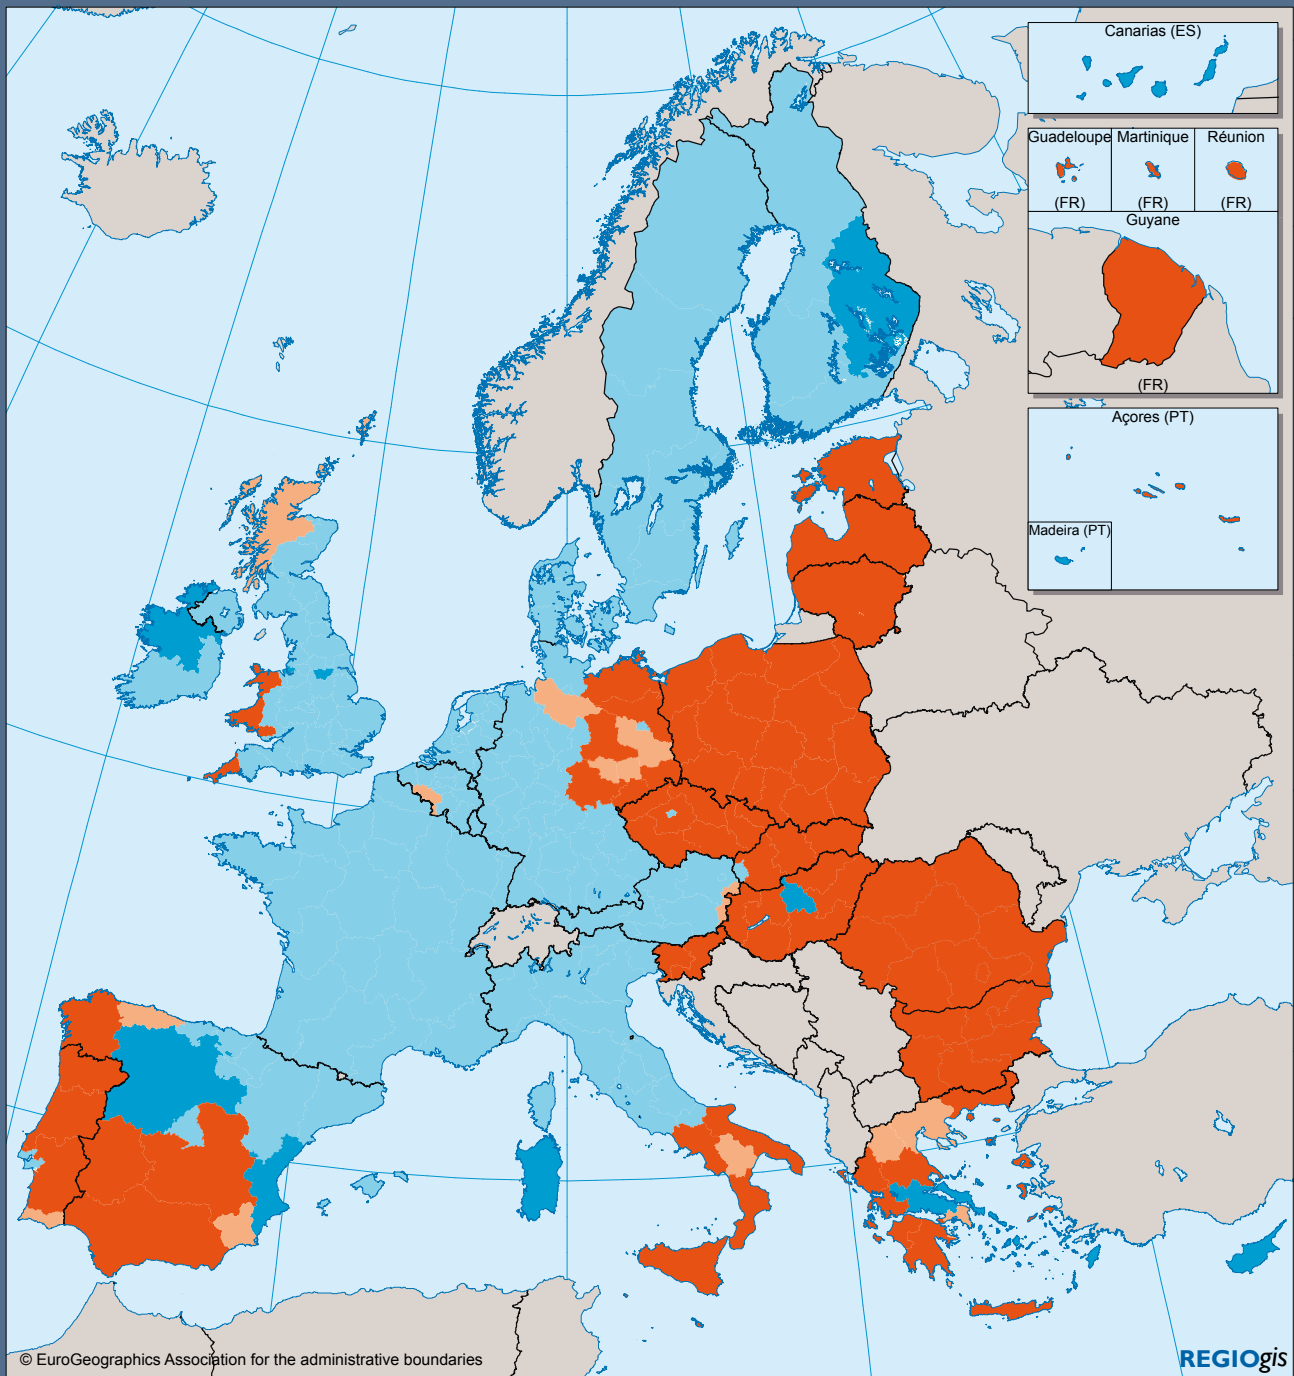 Canarias (ES)
Guadeloupe
Martinique
Réunion
(FR)
(FR)
(FR)
Guyane
(FR)
Açores (PT)
Madeira (PT)
© EuroGeographics Association for the administrative boundaries
REGIOgis